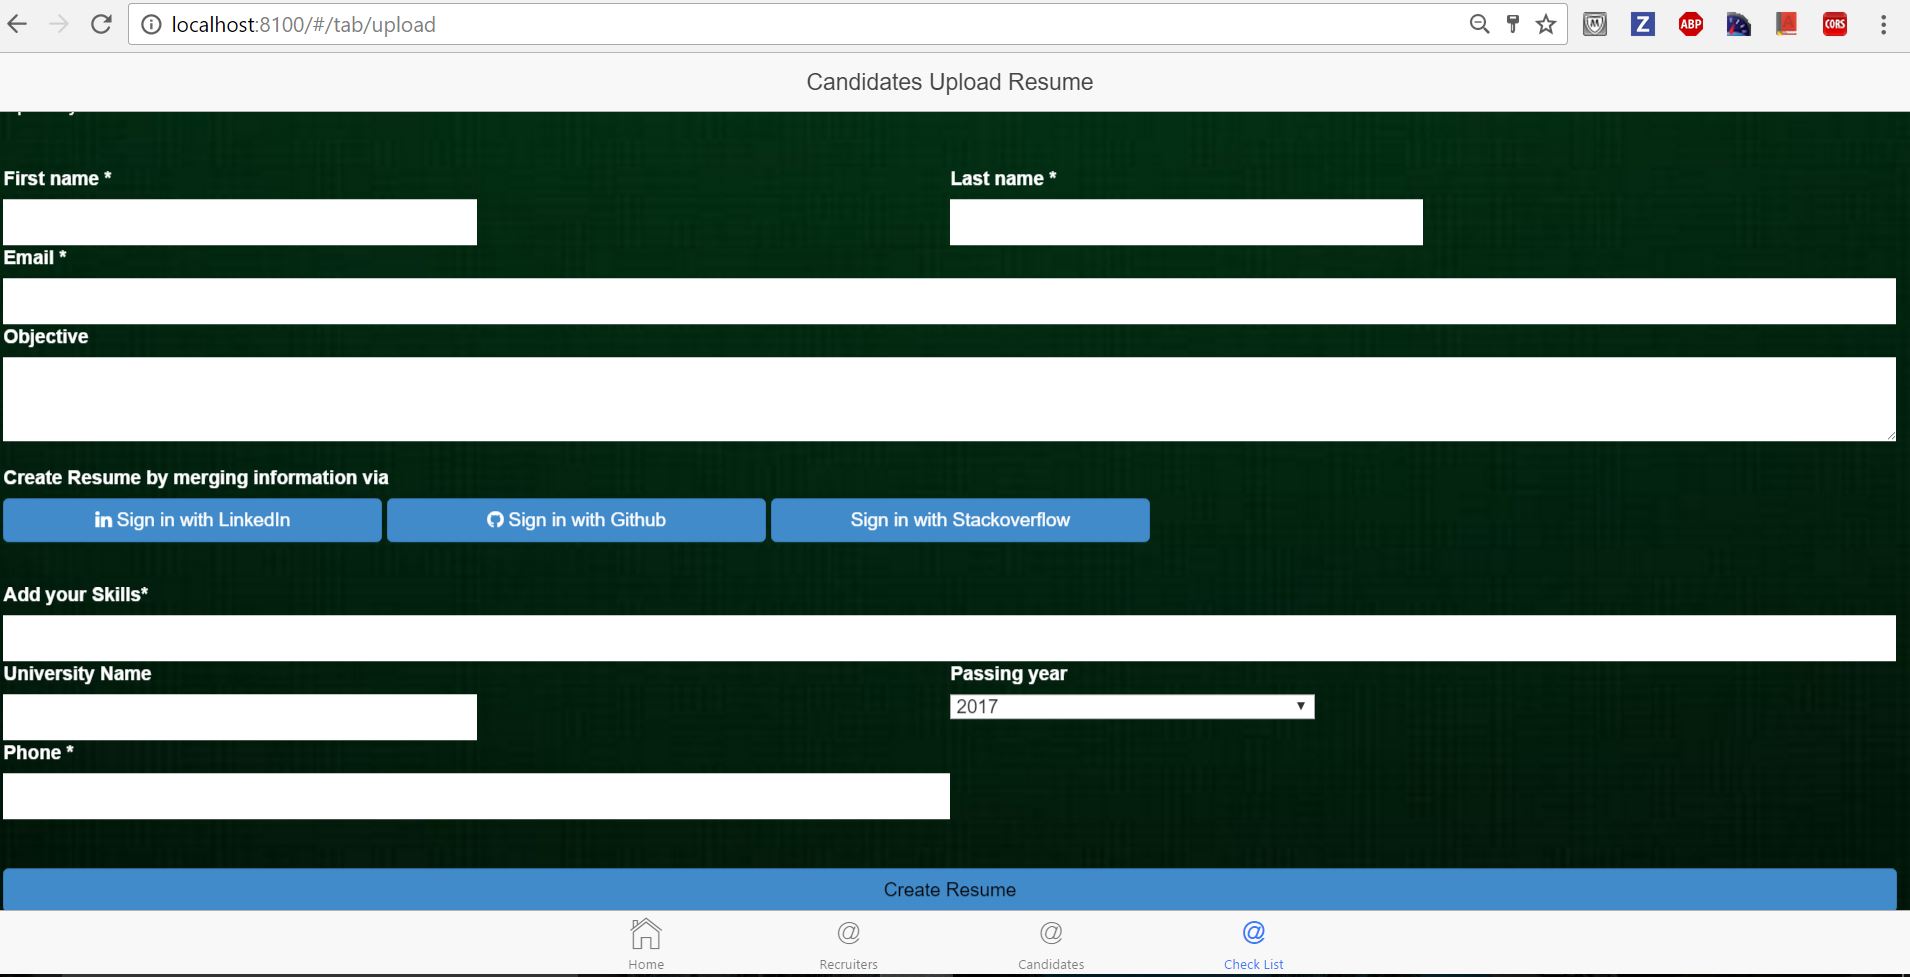 localhost:8100/#/tab/upload
Z
ABP
CORS
Candidates Upload Resume
First name * Last name *
Email *
Objective
Create Resume by merging information via
in Sign in with LinkedIn Sign in with Github Sign in with Stackoverflow
Add your Skills*
University Name Passing year
2017
Phone *
Create Resume
@ @ @
Home Recruiters Candidates Check List